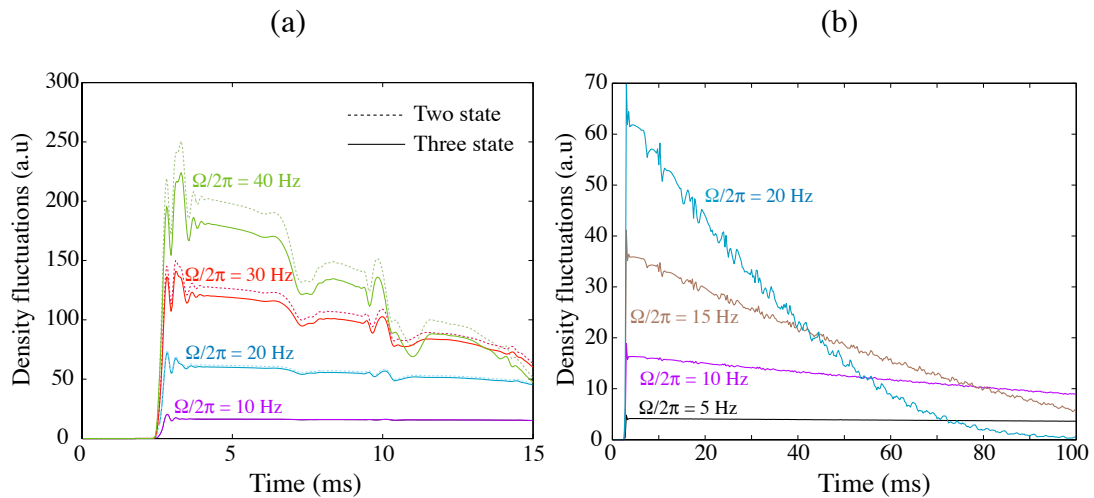 (a)
300
250
200
150
100
50
0
Density fluctuations (a.u)
Two state
Three state
Ω/2π = 40 Hz
Ω/2π = 30 Hz
Ω/2π = 20 Hz
Ω/2π = 10 Hz
0 5 10 15
Time (ms)
(b)
70
60
50
40
30
20
10
0
Density fluctuations (a.u)
Ω/2π = 20 Hz
Ω/2π = 15 Hz
Ω/2π = 10 Hz
Ω/2π = 5 Hz
0 20 40 60 80 100
Time (ms)